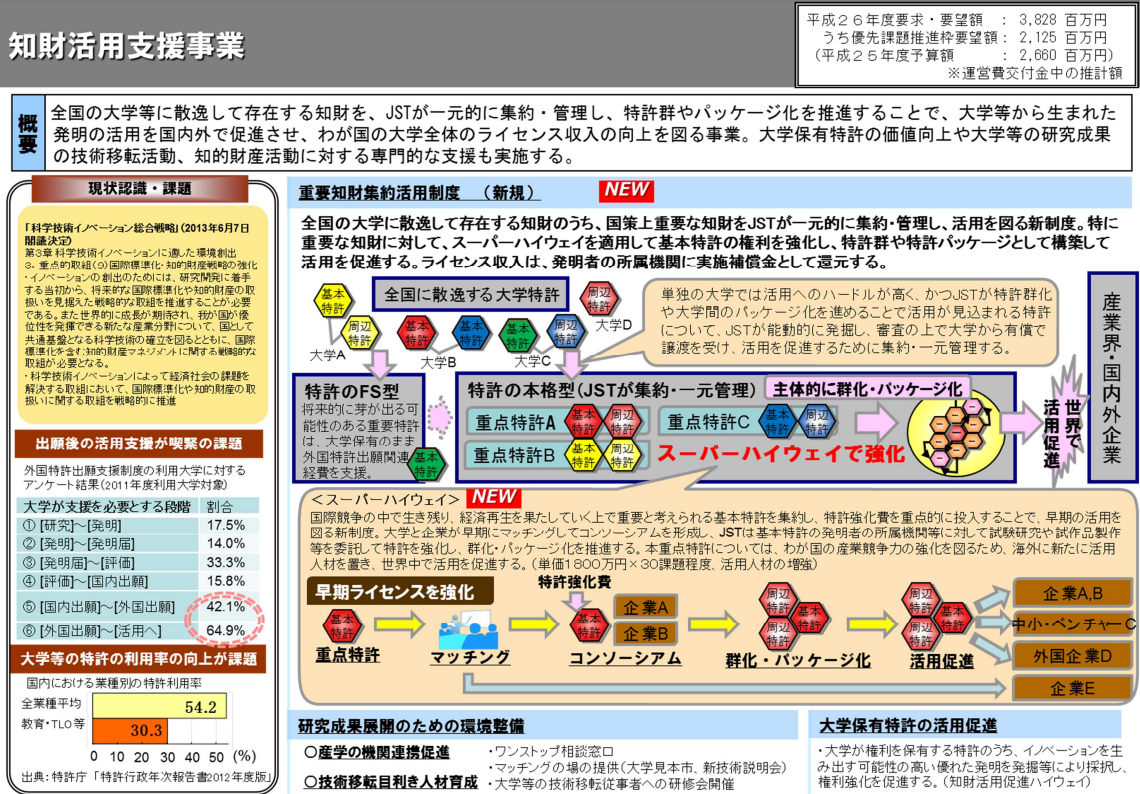 知財活用支援事業
平成26年度要求・要望額 : 3,828 百万円
うち優先課題推進枠要望額: 2,125 百万円
(平成25年度予算額 : 2,660 百万円)
※運営費交付金中の推計額
概要
全国の大学等に散逸して存在する知財を、JSTが一元的に集約・管理し、特許群やパッケージ化を推進することで、大学等から生まれた
発明の活用を国内外で促進させ、わが国の大学全体のライセンス収入の向上を図る事業。大学保有特許の価値向上や大学等の研究成果
の技術移転活動、知的財産活動に対する専門的な支援も実施する。
現状認識・課題
「科学技術イノベーション総合戦略」(2013年6月7日
閣議決定)
第3章 科学技術イノベーションに適した環境創出
3. 重点的取組(5)国際標準化・知的財産戦略の強化
・イノベーションの創出のためには、研究開発に着手
する当初から、将来的な国際標準化や知的財産の取
扱いを見据えた戦略的な取組を推進することが必要
である。また世界的に成長が期待され、我が国が優
位性を発揮できる新たな産業分野について、国として
共通基盤となる科学技術の確立を図るとともに、国際
標準化を含む知的財産マネジメントに関する戦略的な
取組が必要となる。
・科学技術イノベーションによって経済社会の課題を
解決する取組において、国際標準化や知的財産の取
扱いに関する取組を戦略的に推進
出願後の活用支援が喫緊の課題
外国特許出願支援制度の利用大学に対する
アンケート結果(2011年度利用大学対象)
大学が支援を必要とする段階 割合
① [研究]~[発明] 17.5%
② [発明]~[発明届] 14.0%
③ [発明届]~[評価] 33.3%
④ [評価]~[国内出願] 15.8%
⑤ [国内出願]~[外国出願] 42.1%
⑥ [外国出願]~[活用へ] 64.9%
大学等の特許の利用率の向上が課題
国内における業種別の特許利用率
全業種平均 54.2
教育・TLO等 30.3
0 10 20 30 40 50 (%)
出典:特許庁「特許行政年次報告書2012年度版」
重要知財集約活用制度 (新規) NEW
全国の大学に散逸して存在する知財のうち、国策上重要な知財をJSTが一元的に集約・管理し、活用を図る新制度。特に
重要な知財に対して、スーパーハイウェイを適用して基本特許の権利を強化し、特許群や特許パッケージとして構築して
活用を促進する。ライセンス収入は、発明者の所属機関に実施補償金として還元する。
全国に散逸する大学特許
基本特許
周辺特許
大学A
基本特許
基本特許
大学B
基本特許
周辺特許
大学C
周辺特許
大学D
単独の大学では活用へのハードルが高く、かつJSTが特許群化
や大学間のパッケージ化を進めることで活用が見込まれる特許
について、JSTが能動的に発掘し、審査の上で大学から有償で
譲渡を受け、活用を促進するために集約・一元管理する。
産業界・国内外企業
世界で
活用促進
特許のFS型
将来的に芽が出る可
能性のある重要特許
は、大学保有のまま
外国特許出願関連
経費を支援。
基本特許
特許の本格型(JSTが集約・一元管理)
主体的に群化・パッケージ化
重点特許A
基本特許
周辺特許
重点特許C
基本特許
周辺特許
重点特許B
基本特許
周辺特許
スーパーハイウェイで強化
<スーパーハイウェイ> NEW
国際競争の中で生き残り、経済再生を果たしていく上で重要と考えられる基本特許を集約し、特許強化費を重点的に投入することで、早期の活用を
図る新制度。大学と企業が早期にマッチングしてコンソーシアムを形成し、JSTは基本特許の発明者の所属機関等に対して試験研究や試作品製作
等を委託して特許を強化し、群化・パッケージ化を推進する。本重点特許については、わが国の産業競争力の強化を図るため、海外に新たに活用
人材を置き、世界中で活用を促進する。(単価1800万円×30課題程度、活用人材の増強)
早期ライセンスを強化
特許強化費
基本特許
重点特許
マッチング
基本特許
企業A
企業B
コンソーシアム
周辺特許
基本特許
周辺特許
群化・パッケージ化
周辺特許
基本特許
周辺特許
活用促進
企業A,B
中小・ベンチャーC
外国企業D
企業E
研究成果展開のための環境整備
○産学の機関連携促進
・ワンストップ相談窓口
・マッチングの場の提供(大学見本市、新技術説明会)
○技術移転目利き人材育成
・大学等の技術移転従事者への研修会開催
大学保有特許の活用促進
・大学が権利を保有する特許のうち、イノベーションを生
み出す可能性の高い優れた発明を発掘等により採択し、
権利強化を促進する。(知財活用促進ハイウェイ)